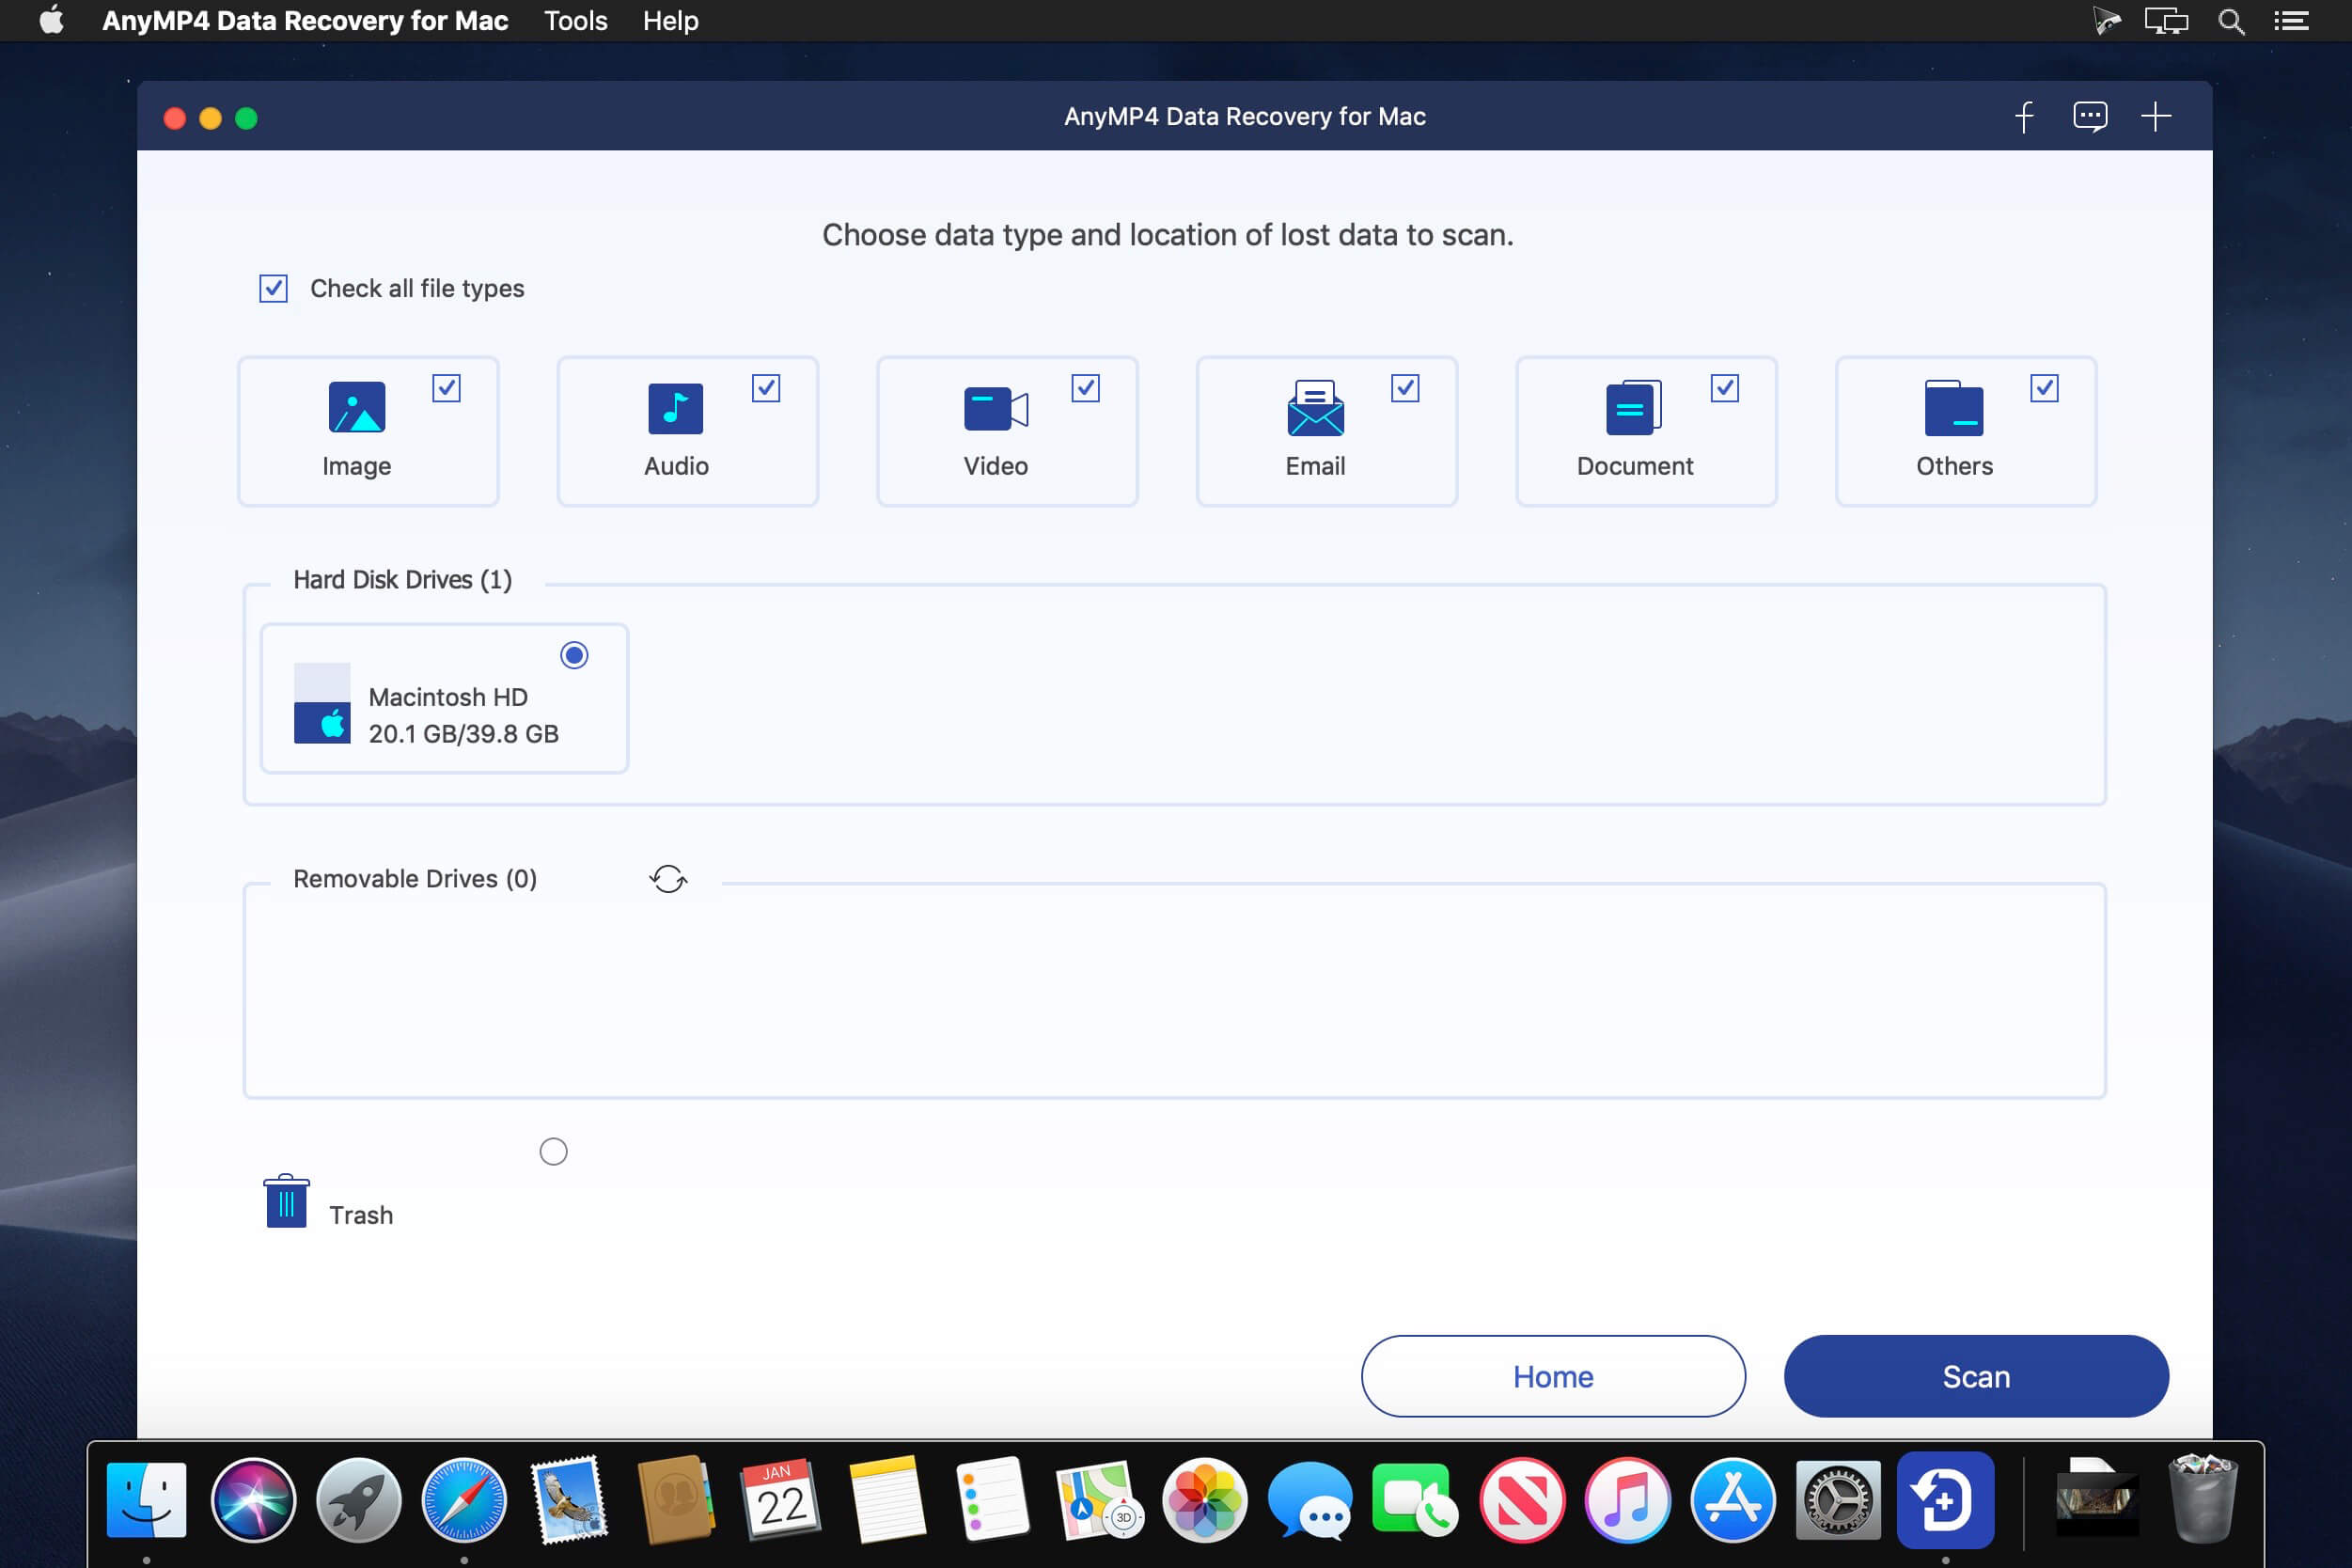 AnyMP4 Data Recovery for Mac Tools Help
AnyMP4 Data Recovery for Mac
Choose data type and location of lost data to scan.
Check all file types
Image Audio Video Email Document Others
Hard Disk Drives (1)
Macintosh HD
20.1 GB/39.8 GB
Removable Drives (0)
Trash
Home Scan
JAN
22
3D